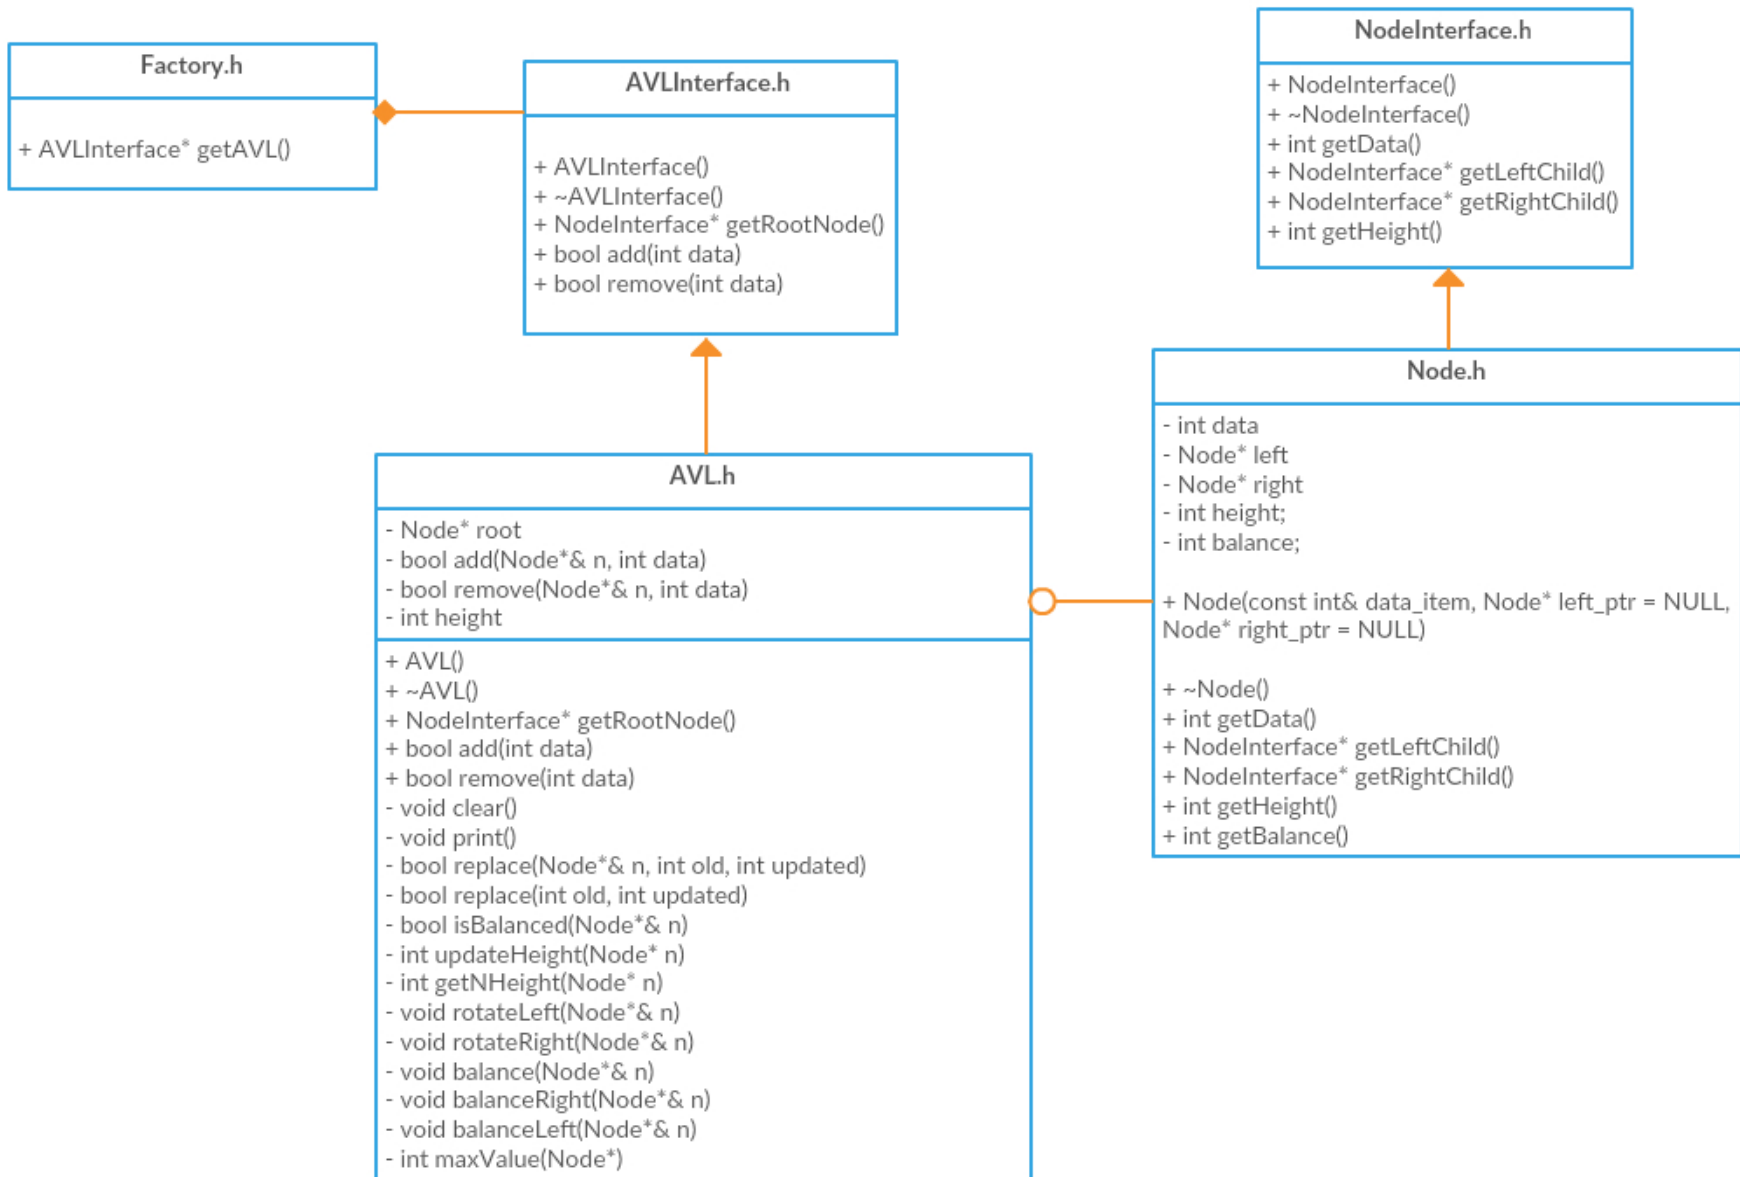 Factory.h
+ AVLInterface* getAVL()
AVLInterface.h
+ AVLInterface()
+ ~AVLInterface()
+ NodeInterface* getRootNode()
+ bool add(int data)
+ bool remove(int data)
NodeInterface.h
+ NodeInterface()
+ ~NodeInterface()
+ int getData()
+ NodeInterface* getLeftChild()
+ NodeInterface* getRightChild()
+ int getHeight()
AVL.h
- Node* root
- bool add(Node*& n, int data)
- bool remove(Node*& n, int data)
- int height
+ AVL()
+ ~AVL()
+ NodeInterface* getRootNode()
+ bool add(int data)
+ bool remove(int data)
- void clear()
- void print()
- bool replace(Node*& n, int old, int updated)
- bool replace(int old, int updated)
- bool isBalanced(Node*& n)
- int updateHeight(Node* n)
- int getNHeight(Node* n)
- void rotateLeft(Node*& n)
- void rotateRight(Node*& n)
- void balance(Node*& n)
- void balanceRight(Node*& n)
- void balanceLeft(Node*& n)
- int maxValue(Node*)
Node.h
- int data
- Node* left
- Node* right
- int height;
- int balance;
+ Node(const int& data_item, Node* left_ptr = NULL,
Node* right_ptr = NULL)
+ ~Node()
+ int getData()
+ NodeInterface* getLeftChild()
+ NodeInterface* getRightChild()
+ int getHeight()
+ int getBalance()